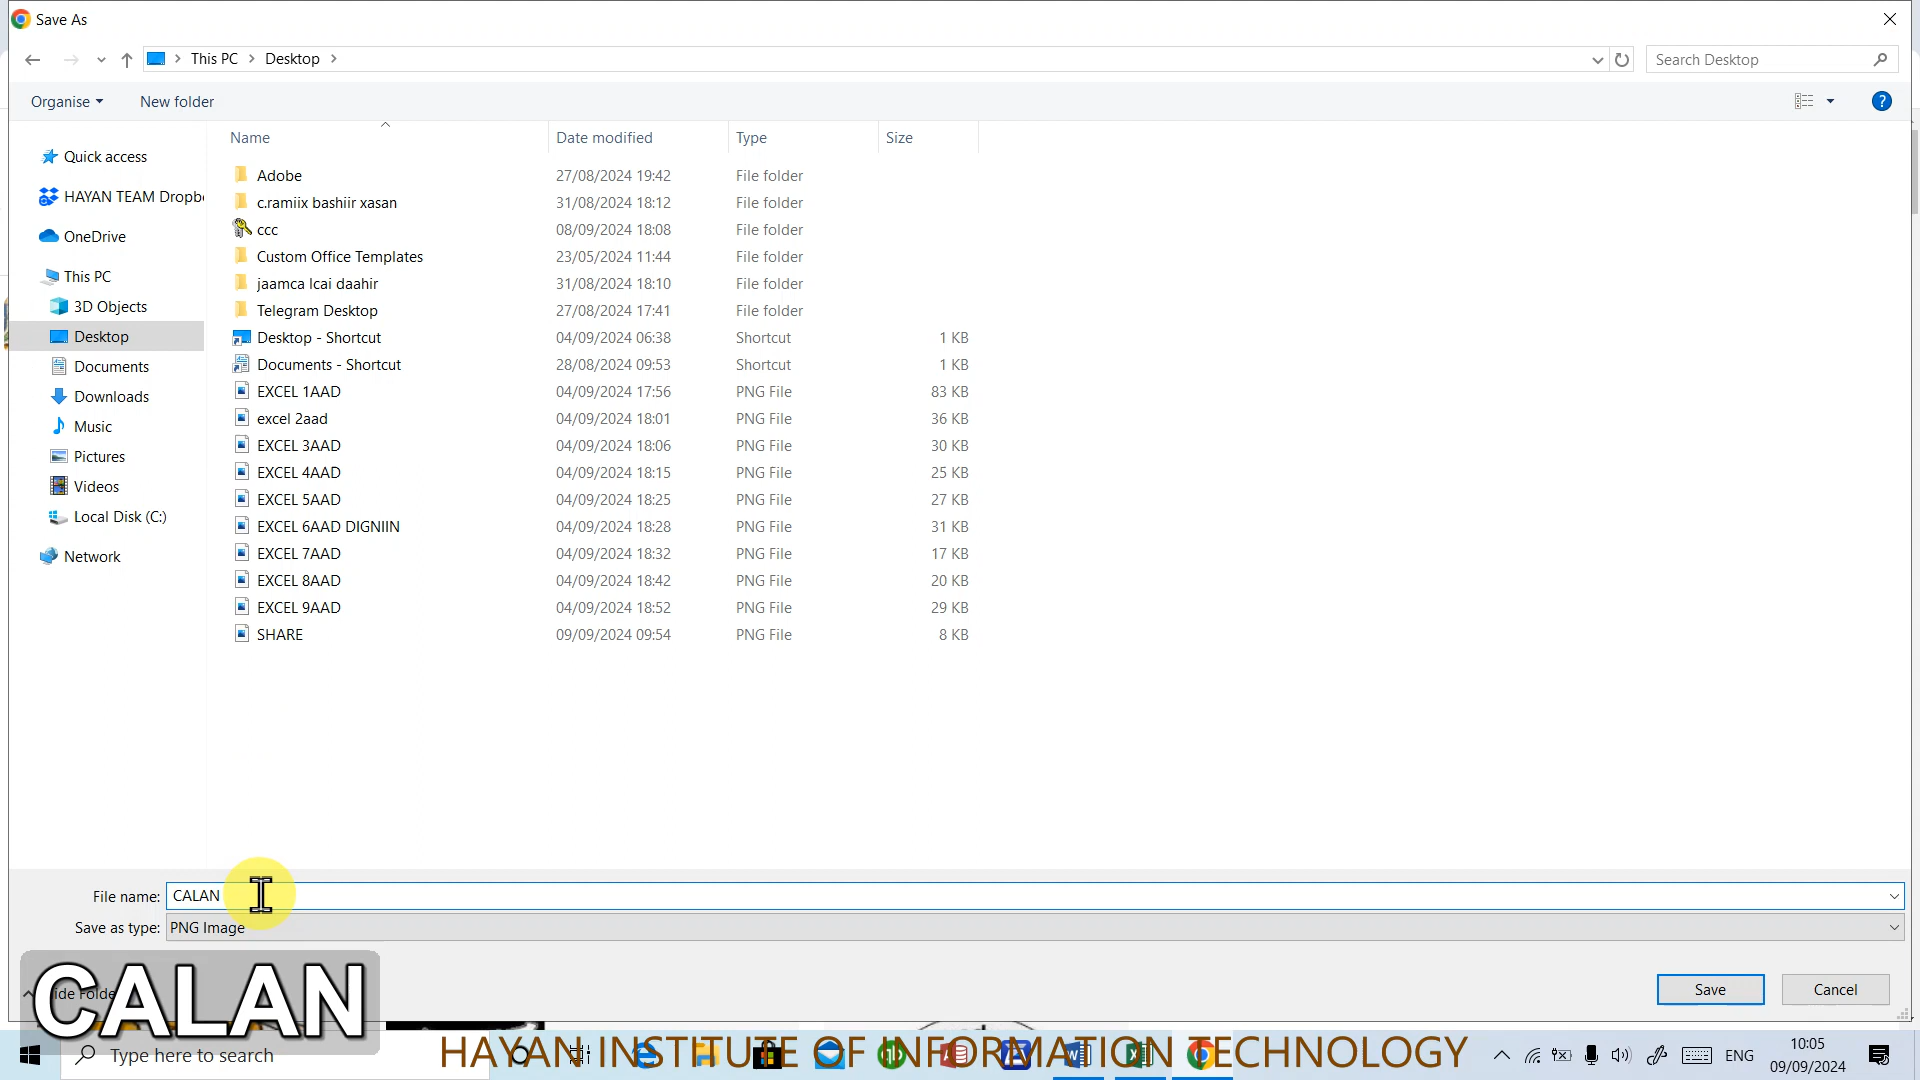 Save As
This PC
Desktop
Search Desktop
Organise
New folder
Name
Date modified
Type
Size
Quick access
HAYAN TEAM Dropb
OneDrive
This PC
3D Objects
Desktop
Documents
Downloads
Music
Pictures
Videos
Local Disk (C:)
Network
Adobe 27/08/2024 19:42 File folder
c.ramiix bashiir xasan 31/08/2024 18:12 File folder
ccc 08/09/2024 18:08 File folder
Custom Office Templates 23/05/2024 11:44 File folder
jaamca lcai daahir 31/08/2024 18:10 File folder
Telegram Desktop 27/08/2024 17:41 File folder
Desktop - Shortcut 04/09/2024 06:38 Shortcut 1 KB
Documents - Shortcut 28/08/2024 09:53 Shortcut 1 KB
EXCEL 1AAD 04/09/2024 17:56 PNG File 83 KB
excel 2aad 04/09/2024 18:01 PNG File 36 KB
EXCEL 3AAD 04/09/2024 18:06 PNG File 30 KB
EXCEL 4AAD 04/09/2024 18:15 PNG File 25 KB
EXCEL 5AAD 04/09/2024 18:25 PNG File 27 KB
EXCEL 6AAD DIGNIIN 04/09/2024 18:28 PNG File 31 KB
EXCEL 7AAD 04/09/2024 18:32 PNG File 17 KB
EXCEL 8AAD 04/09/2024 18:42 PNG File 20 KB
EXCEL 9AAD 04/09/2024 18:52 PNG File 29 KB
SHARE 09/09/2024 09:54 PNG File 8 KB
File name: CALAN
Save as type: PNG Image
CALAN
ide Folde
Save
Cancel
Type here to search
HAYAN INSTITUTE OF INFORMATION TECHNOLOGY
ENG
10:05
09/09/2024